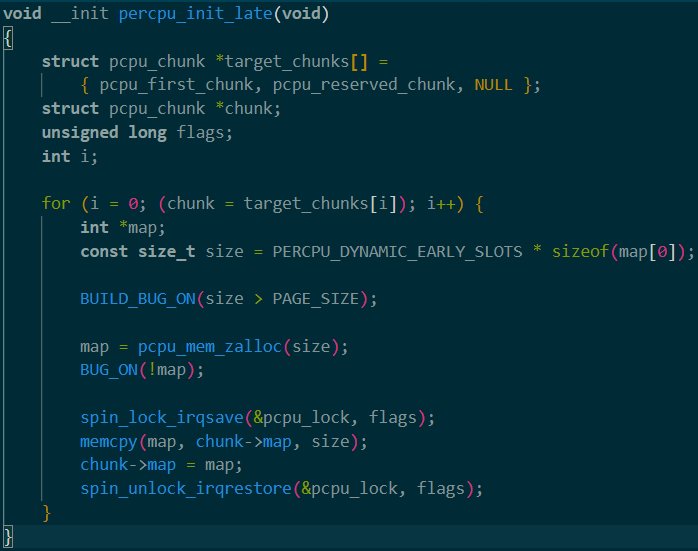 void __init percpu_init_late(void)
{
    struct pcpu_chunk *target_chunks[] =
        { pcpu_first_chunk, pcpu_reserved_chunk, NULL };
    struct pcpu_chunk *chunk;
    unsigned long flags;
    int i;

    for (i = 0; (chunk = target_chunks[i]); i++) {
        int *map;
        const size_t size = PERCPU_DYNAMIC_EARLY_SLOTS * sizeof(map[0]);

        BUILD_BUG_ON(size > PAGE_SIZE);

        map = pcpu_mem_zalloc(size);
        BUG_ON(!map);

        spin_lock_irqsave(&pcpu_lock, flags);
        memcpy(map, chunk->map, size);
        chunk->map = map;
        spin_unlock_irqrestore(&pcpu_lock, flags);
    }
}